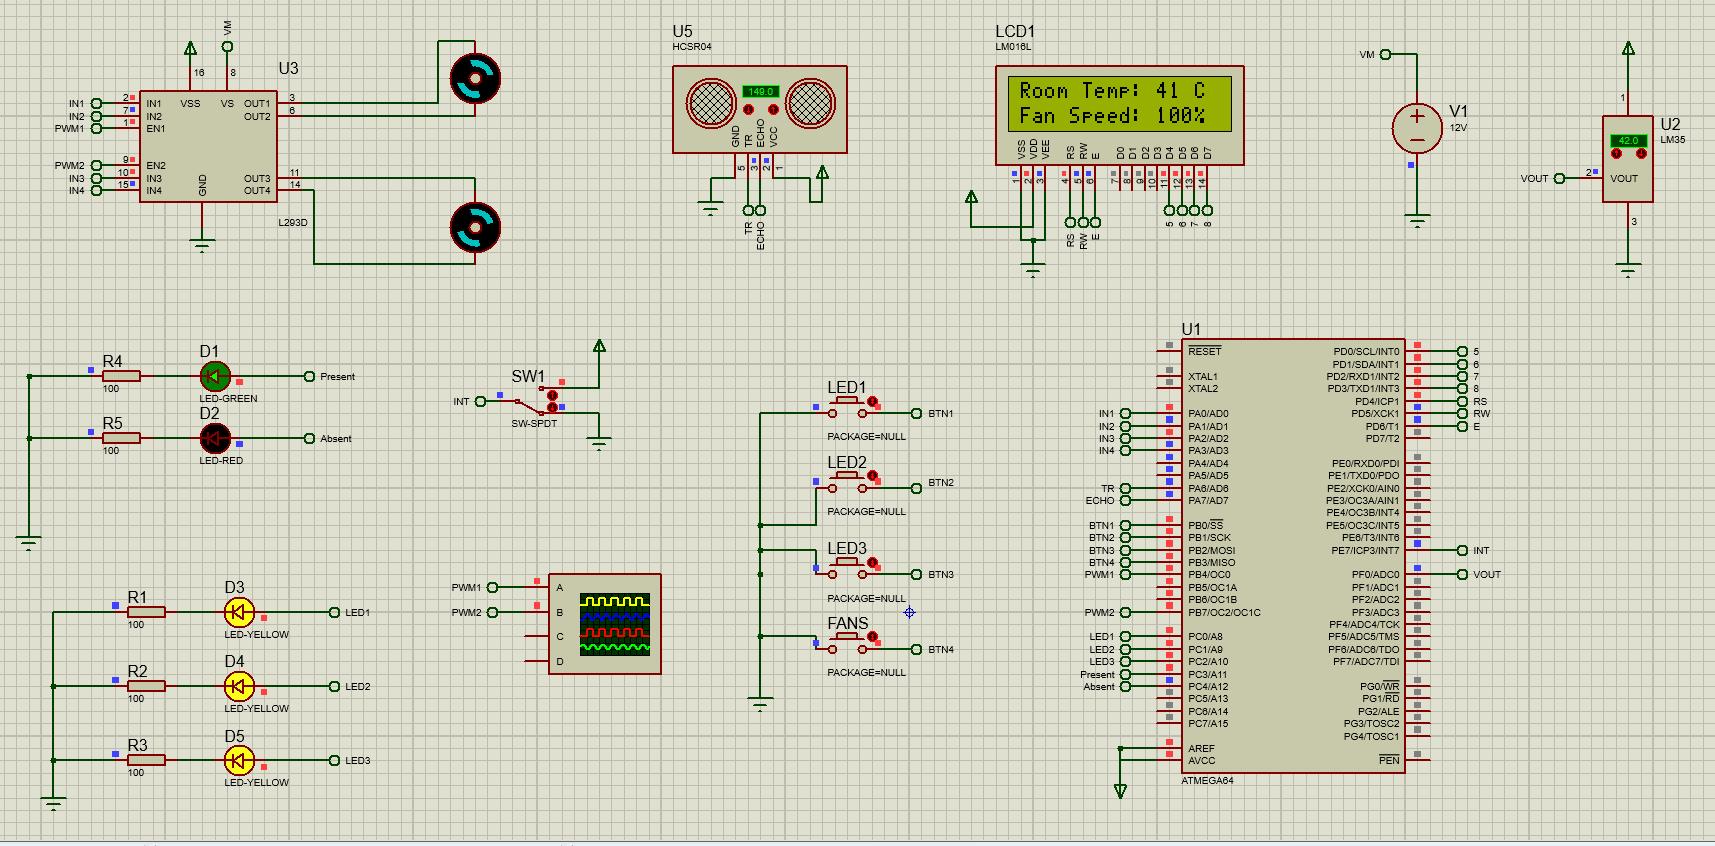 VM
U3
16
8
VSS
VS
IN1
2
IN1
OUT1
3
IN2
7
IN2
OUT2
6
PWM1
1
EN1
PWM2
9
EN2
IN3
10
IN3
OUT3
11
IN4
15
IN4
OUT4
14
GND
L293D
U5
HCSR04
149.0
GND
TR
ECHO
VCC
5
3
2
1
TR
ECHO
LCD1
LM016L
Room Temp: 41 C
Fan Speed: 100%
VSS
VDD
VEE
RS
RW
E
D0
D1
D2
D3
D4
D5
D6
D7
1
2
3
4
5
6
7
8
9
10
11
12
13
14
RS
RW
E
5
6
7
8
VM
V1
12V
1
U2
LM35
42.0
VOUT
2
VOUT
3
R4
100
D1
LED-GREEN
Present
R5
100
D2
LED-RED
Absent
SW1
INT
SW-SPDT
R1
100
D3
LED-YELLOW
LED1
R2
100
D4
LED-YELLOW
LED2
R3
100
D5
LED-YELLOW
LED3
PWM1
A
PWM2
B
C
D
LED1
BTN1
PACKAGE=NULL
LED2
BTN2
PACKAGE=NULL
LED3
BTN3
PACKAGE=NULL
FANS
BTN4
PACKAGE=NULL
U1
RESET
PD0/SCL/INT0
5
PD1/SDA/INT1
6
XTAL1
PD2/RXD1/INT2
7
XTAL2
PD3/TXD1/INT3
8
PD4/ICP1
RS
IN1
PA0/AD0
PD5/XCK1
RW
IN2
PA1/AD1
PD6/T1
E
IN3
PA2/AD2
PD7/T2
IN4
PA3/AD3
PA4/AD4
PE0/RXD0/PDI
PA5/AD5
PE1/TXD0/PDO
TR
PA6/AD6
PE2/XCK0/AIN0
ECHO
PA7/AD7
PE3/OC3A/AIN1
PE4/OC3B/INT4
BTN1
PB0/SS
PE5/OC3C/INT5
BTN2
PB1/SCK
PE6/T3/INT6
BTN3
PB2/MOSI
PE7/ICP3/INT7
INT
BTN4
PB3/MISO
PWM1
PB4/OC0
PF0/ADC0
VOUT
PB5/OC1A
PF1/ADC1
PB6/OC1B
PF2/ADC2
PWM2
PB7/OC2/OC1C
PF3/ADC3
PF4/ADC4/TCK
LED1
PC0/A8
PF5/ADC5/TMS
LED2
PC1/A9
PF6/ADC6/TDO
LED3
PC2/A10
PF7/ADC7/TDI
Present
PC3/A11
Absent
PC4/A12
PG0/WR
PC5/A13
PG1/RD
PC6/A14
PG2/ALE
PC7/A15
PG3/TOSC2
PG4/TOSC1
AREF
AVCC
PEN
ATMEGA64